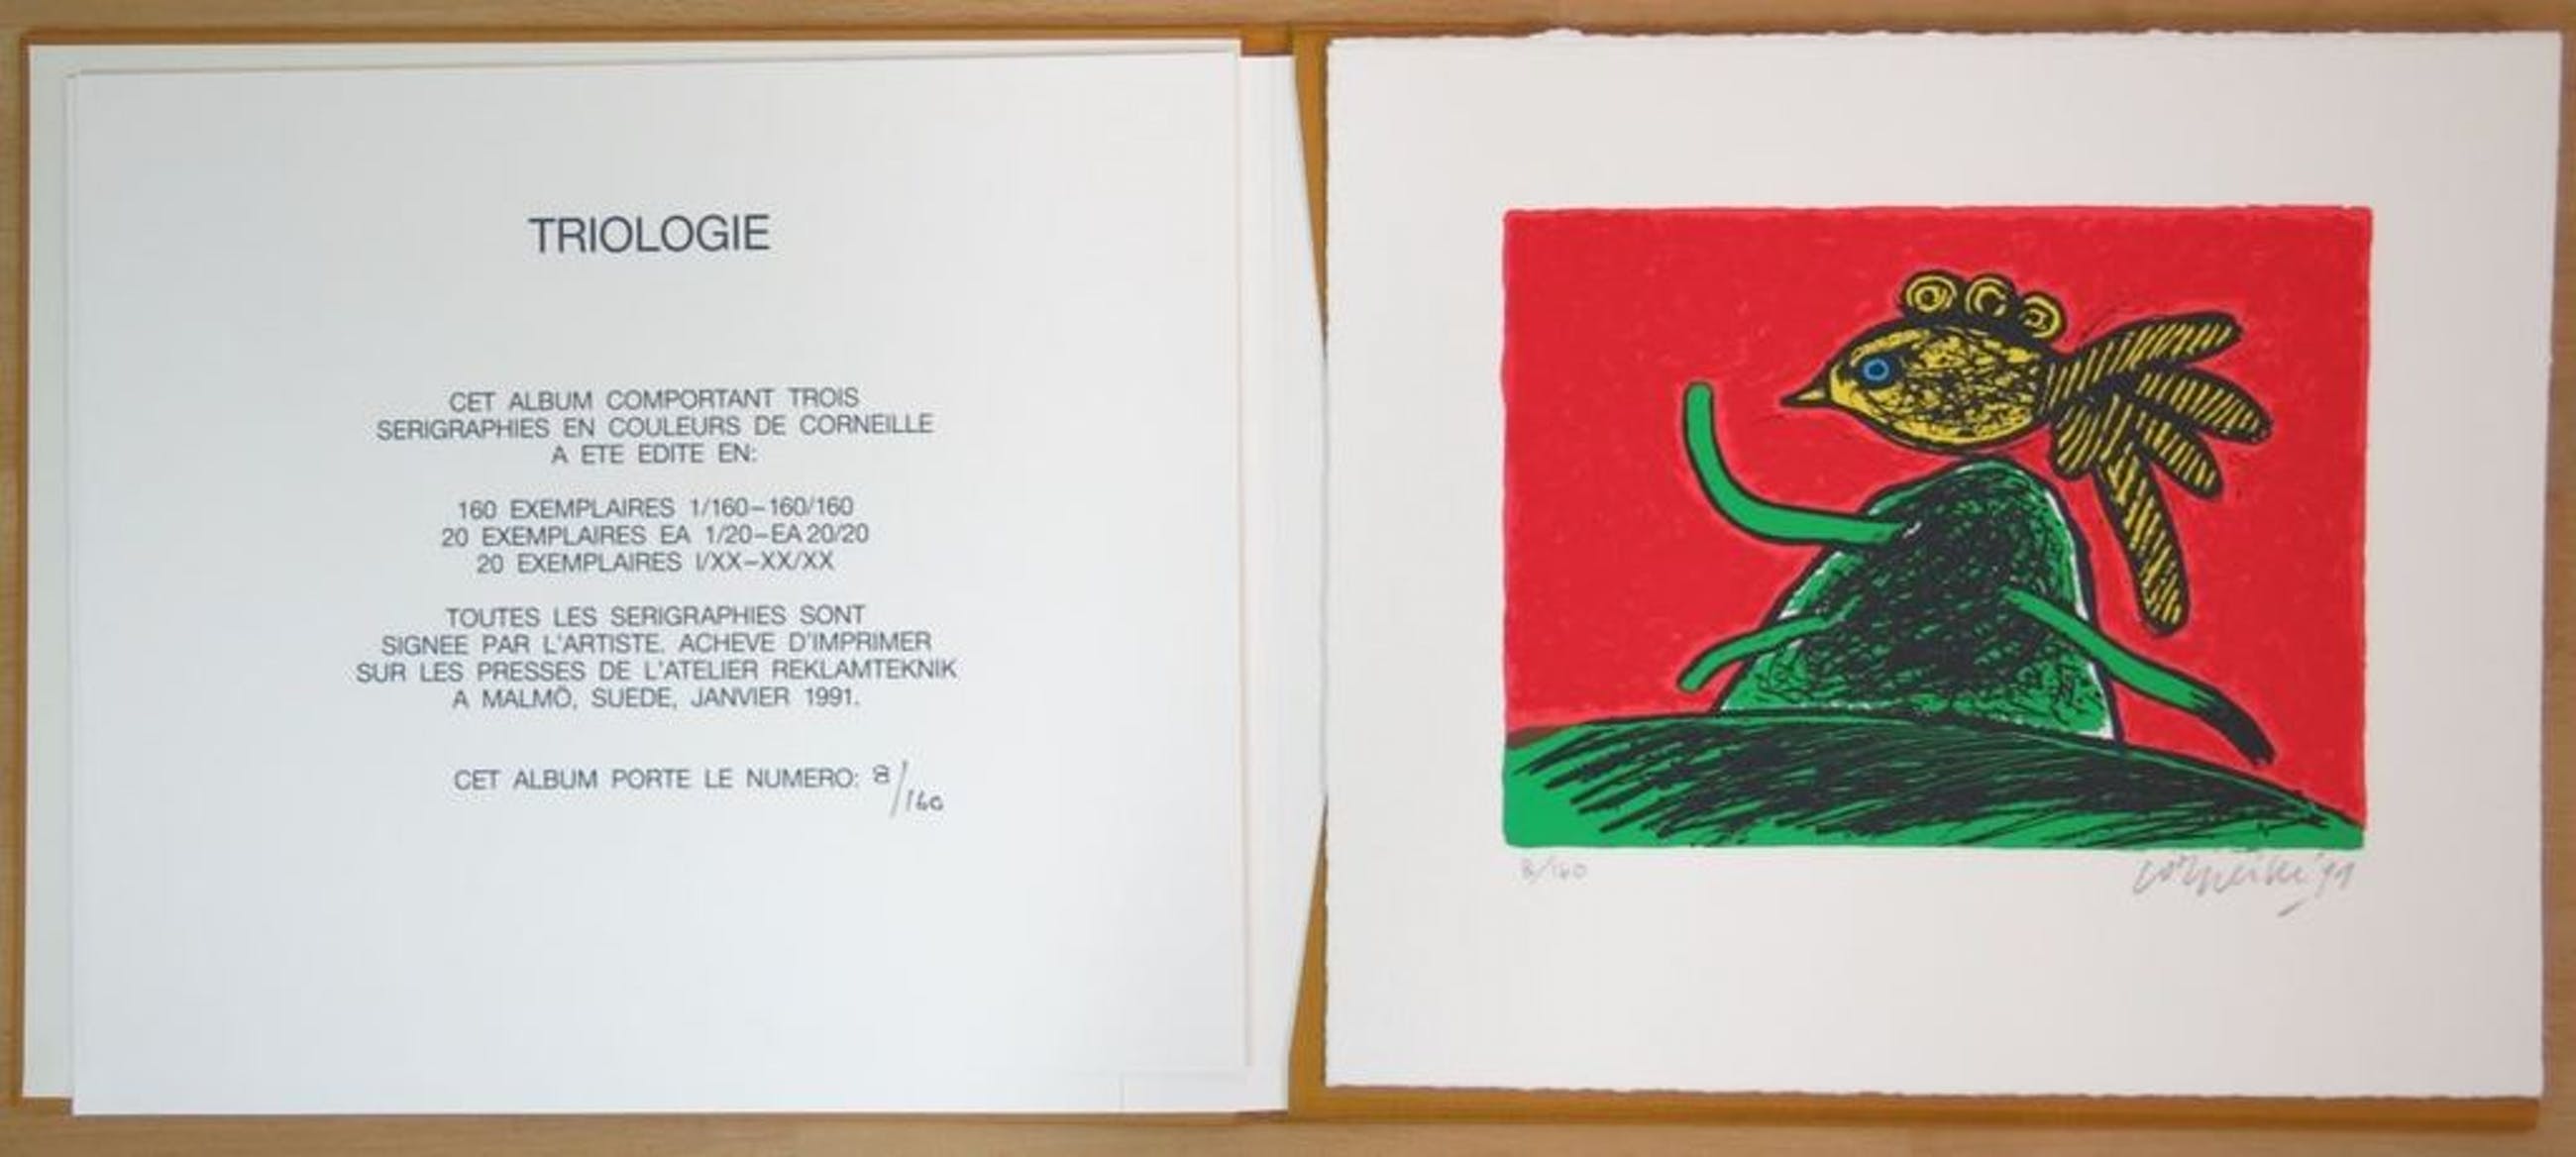 TRIOLOGIE
CET ALBUM COMPORTANT TROIS
SERIGRAPHIES EN COULEURS DE CORNEILLE
A ETE EDITE EN:
160 EXEMPLAIRES 1/160–160/160
20 EXEMPLAIRES EA 1/20–EA 20/20
20 EXEMPLAIRES I/XX–XX/XX
TOUTES LES SERIGRAPHIES SONT
SIGNEE PAR L'ARTISTE. ACHEVE D'IMPRIMER
SUR LES PRESSES DE L'ATELIER REKLAMTEKNIK
A MALMÖ, SUEDE, JANVIER 1991.
CET ALBUM PORTE LE NUMERO: 8/160
8/160
Corneille '91